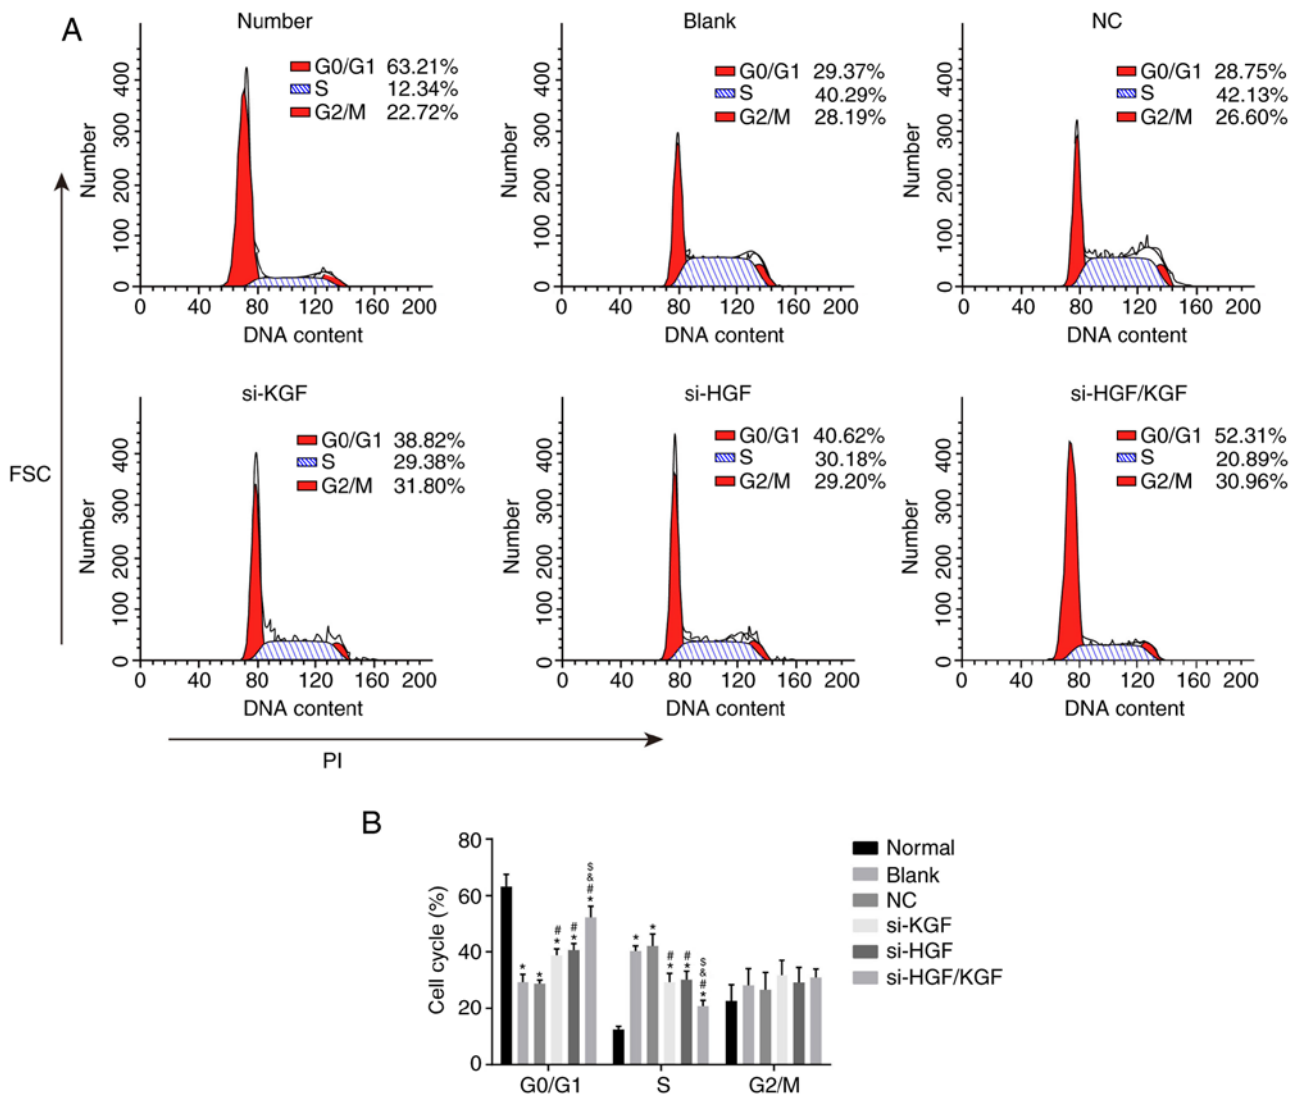 A
Number
Number
0
100
200
300
400
G0/G1 63.21%
S 12.34%
G2/M 22.72%
0 40 80 120 160 200
DNA content
Blank
Number
0
100
200
300
400
G0/G1 29.37%
S 40.29%
G2/M 28.19%
0 40 80 120 160 200
DNA content
NC
Number
0
100
200
300
400
G0/G1 28.75%
S 42.13%
G2/M 26.60%
0 40 80 120 160 200
DNA content
FSC
si-KGF
Number
0
100
200
300
400
G0/G1 38.82%
S 29.38%
G2/M 31.80%
0 40 80 120 160 200
DNA content
si-HGF
Number
0
100
200
300
400
G0/G1 40.62%
S 30.18%
G2/M 29.20%
0 40 80 120 160 200
DNA content
si-HGF/KGF
Number
0
100
200
300
400
G0/G1 52.31%
S 20.89%
G2/M 30.96%
0 40 80 120 160 200
DNA content
PI
B
Cell cycle (%)
80
60
40
20
0
*
*
#
*
#
*
$
&
#
*
*
*
#
*
#
*
$
&
#
*
G0/G1 S G2/M
Normal
Blank
NC
si-KGF
si-HGF
si-HGF/KGF